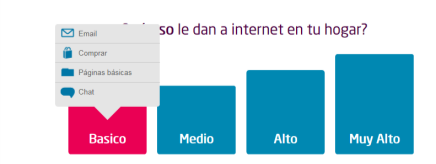 so le dan a internet en tu hogar?
Email
Comprar
Páginas básicas
Chat
Basico
Medio
Alto
Muy Alto